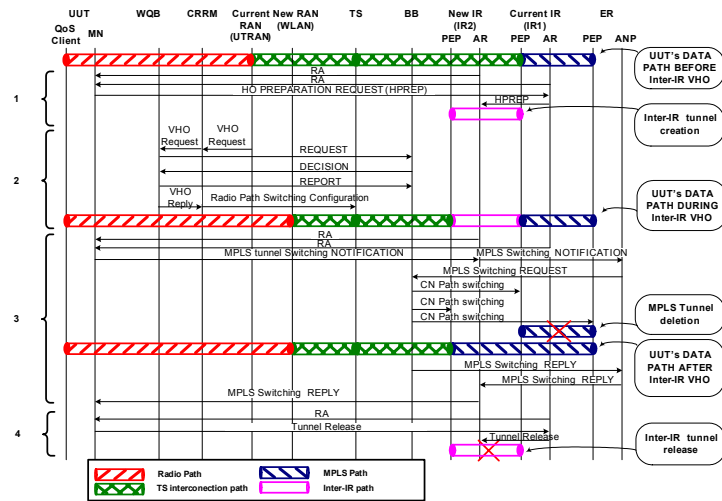 UUT WQB CRRM Current New RAN TS BB New IR Current IR ER
RAN (WLAN) (IR2) (IR1)
QoS (UTRAN)
Client MN PEP AR PEP AR PEP ANP
UUT's DATA
PATH BEFORE
Inter-IR VHO
RA
RA
1
HO PREPARATION REQUEST (HPREP)
HPREP
Inter-IR tunnel
creation
VHO VHO
Request Request
REQUEST
DECISION
2
REPORT
VHO
Reply
Radio Path Switching Configuration
UUT's DATA
PATH DURING
Inter-IR VHO
RA
RA
MPLS tunnel Switching NOTIFICATION
MPLS Switching NOTIFICATION
MPLS Switching REQUEST
CN Path switching
CN Path switching
CN Path switching
3
MPLS Tunnel
deletion
UUT's DATA
PATH AFTER
Inter-IR VHO
MPLS Switching REPLY
MPLS Switching REPLY
MPLS Switching REPLY
RA
Tunnel Release
4
Tunnel Release
Inter-IR tunnel
release
Radio Path MPLS Path
TS interconnection path Inter-IR path